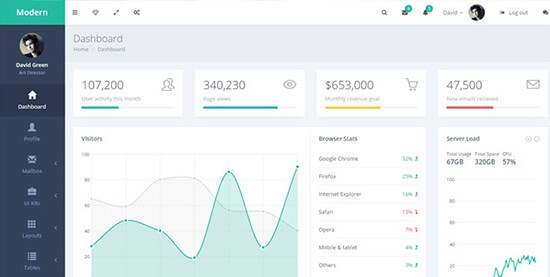 Modern
David
Log out
David Green
Art Director
Dashboard
Profile
Mailbox
UI Kits
Layouts
Tables
Dashboard
Home / Dashboard
107,200
User activity this month
340,230
Page views
$653,000
Monthly revenue goal
47,500
New emails recieved
Visitors
100
80
60
40
20
Browser Stats
Google Chrome 32%
Firefox 25%
Internet Explorer 16%
Safari 13%
Opera 7%
Mobile & tablet 4%
Others 3%
Server Load
Total Usage Total Space CPU
67GB 320GB 57%
100
80
60
40
20